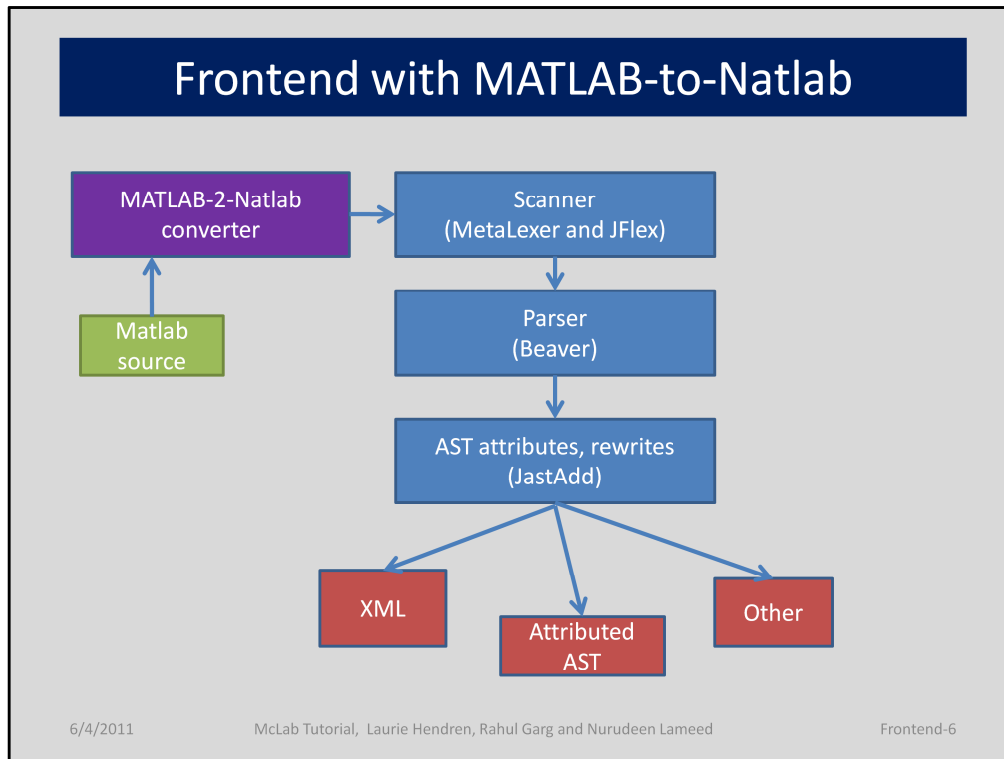 Frontend with MATLAB-to-Natlab
MATLAB-2-Natlab
converter
Scanner
(MetaLexer and JFlex)
Matlab
source
Parser
(Beaver)
AST attributes, rewrites
(JastAdd)
XML
Attributed
AST
Other
6/4/2011
McLab Tutorial, Laurie Hendren, Rahul Garg and Nurudeen Lameed
Frontend-6